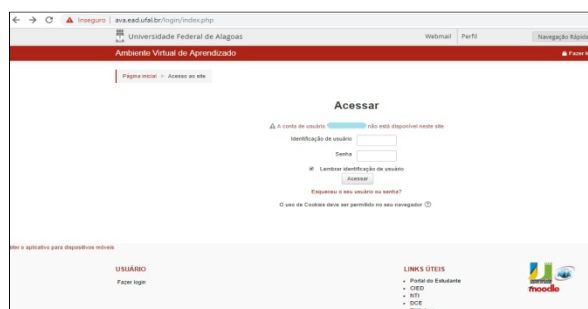 Inseguro | ava.ead.ufal.br/login/index.php
Universidade Federal de Alagoas
Webmail
Perfil
Navegação Rápida
Ambiente Virtual de Aprendizado
Fazer l
Página inicial > Acesso ao site
Acessar
A conta de usuário não está disponível neste site
Identificação de usuário
Senha
Lembrar identificação de usuário
Acessar
Esqueceu o seu usuário ou senha?
O uso de Cookies deve ser permitido no seu navegador
o aplicativo para dispositivos móveis
USUÁRIO
Fazer login
LINKS ÚTEIS
Portal do Estudante
CIED
NTI
DCE
moodle